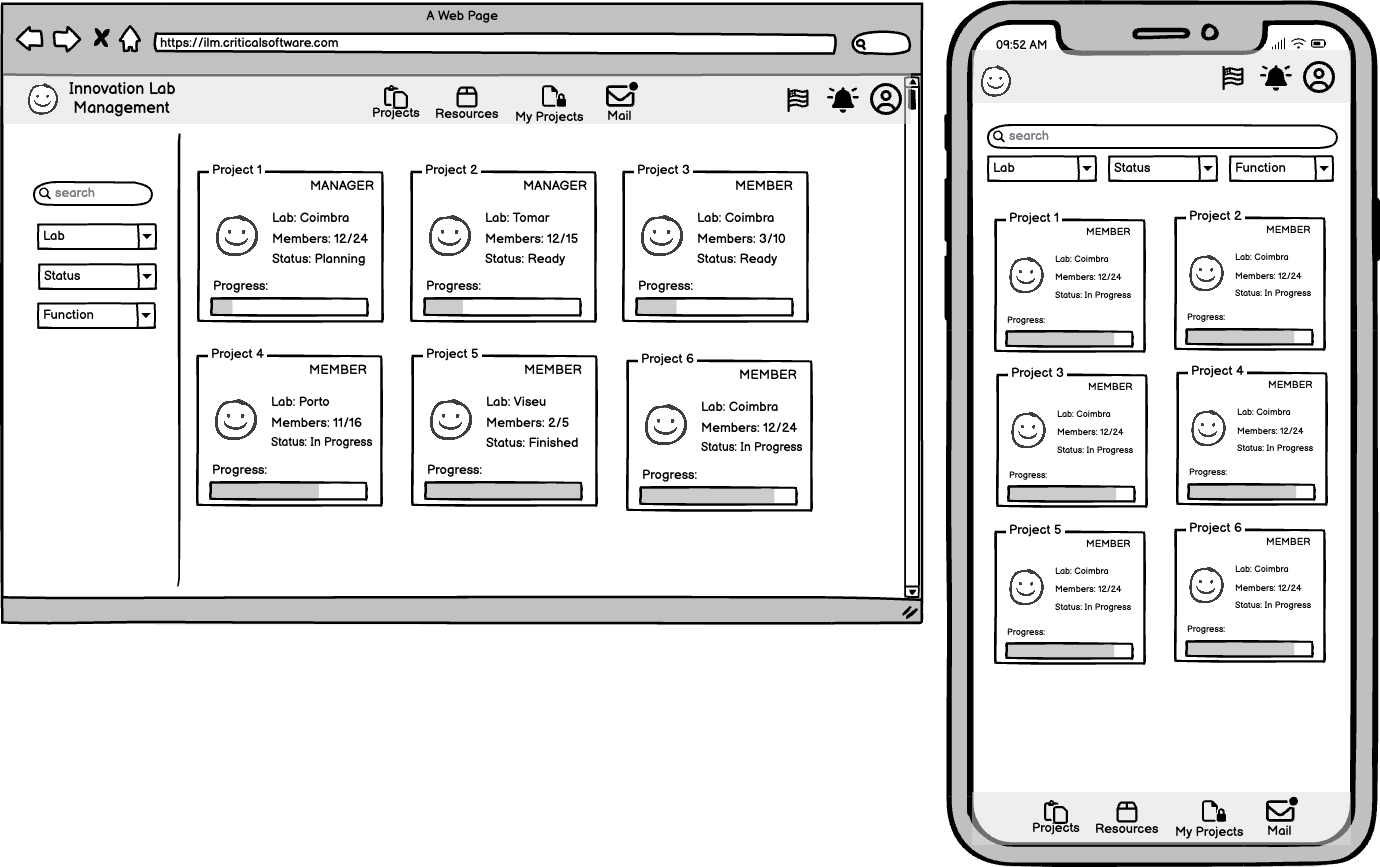 A Web Page
https://ilm.criticalsoftware.com
Innovation Lab
Management
Projects
Resources
My Projects
Mail
search
Lab
Status
Function
Project 1
MANAGER
Lab: Coimbra
Members: 12/24
Status: Planning
Progress:
Project 2
MANAGER
Lab: Tomar
Members: 12/15
Status: Ready
Progress:
Project 3
MEMBER
Lab: Coimbra
Members: 3/10
Status: Ready
Progress:
Project 4
MEMBER
Lab: Porto
Members: 11/16
Status: In Progress
Progress:
Project 5
MEMBER
Lab: Viseu
Members: 2/5
Status: Finished
Progress:
Project 6
MEMBER
Lab: Coimbra
Members: 12/24
Status: In Progress
Progress:
09:52 AM
search
Lab
Status
Function
Project 1
MEMBER
Lab: Coimbra
Members: 12/24
Status: In Progress
Progress:
Project 2
MEMBER
Lab: Coimbra
Members: 12/24
Status: In Progress
Progress:
Project 3
MEMBER
Lab: Coimbra
Members: 12/24
Status: In Progress
Progress:
Project 4
MEMBER
Lab: Coimbra
Members: 12/24
Status: In Progress
Progress:
Project 5
MEMBER
Lab: Coimbra
Members: 12/24
Status: In Progress
Progress:
Project 6
MEMBER
Lab: Coimbra
Members: 12/24
Status: In Progress
Progress:
Projects
Resources
My Projects
Mail